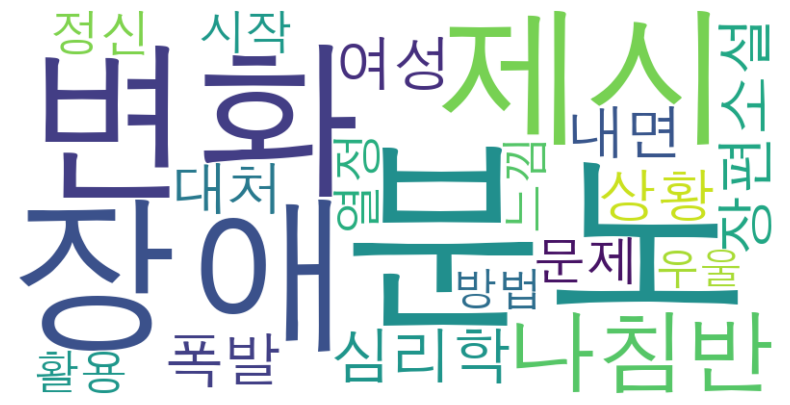 정신
시작
변화
여성
제시
장편소설
내면
대처
열정
느낌
상황
장애
분노
문제
우울
방법
폭발
심리학
나침반
활용